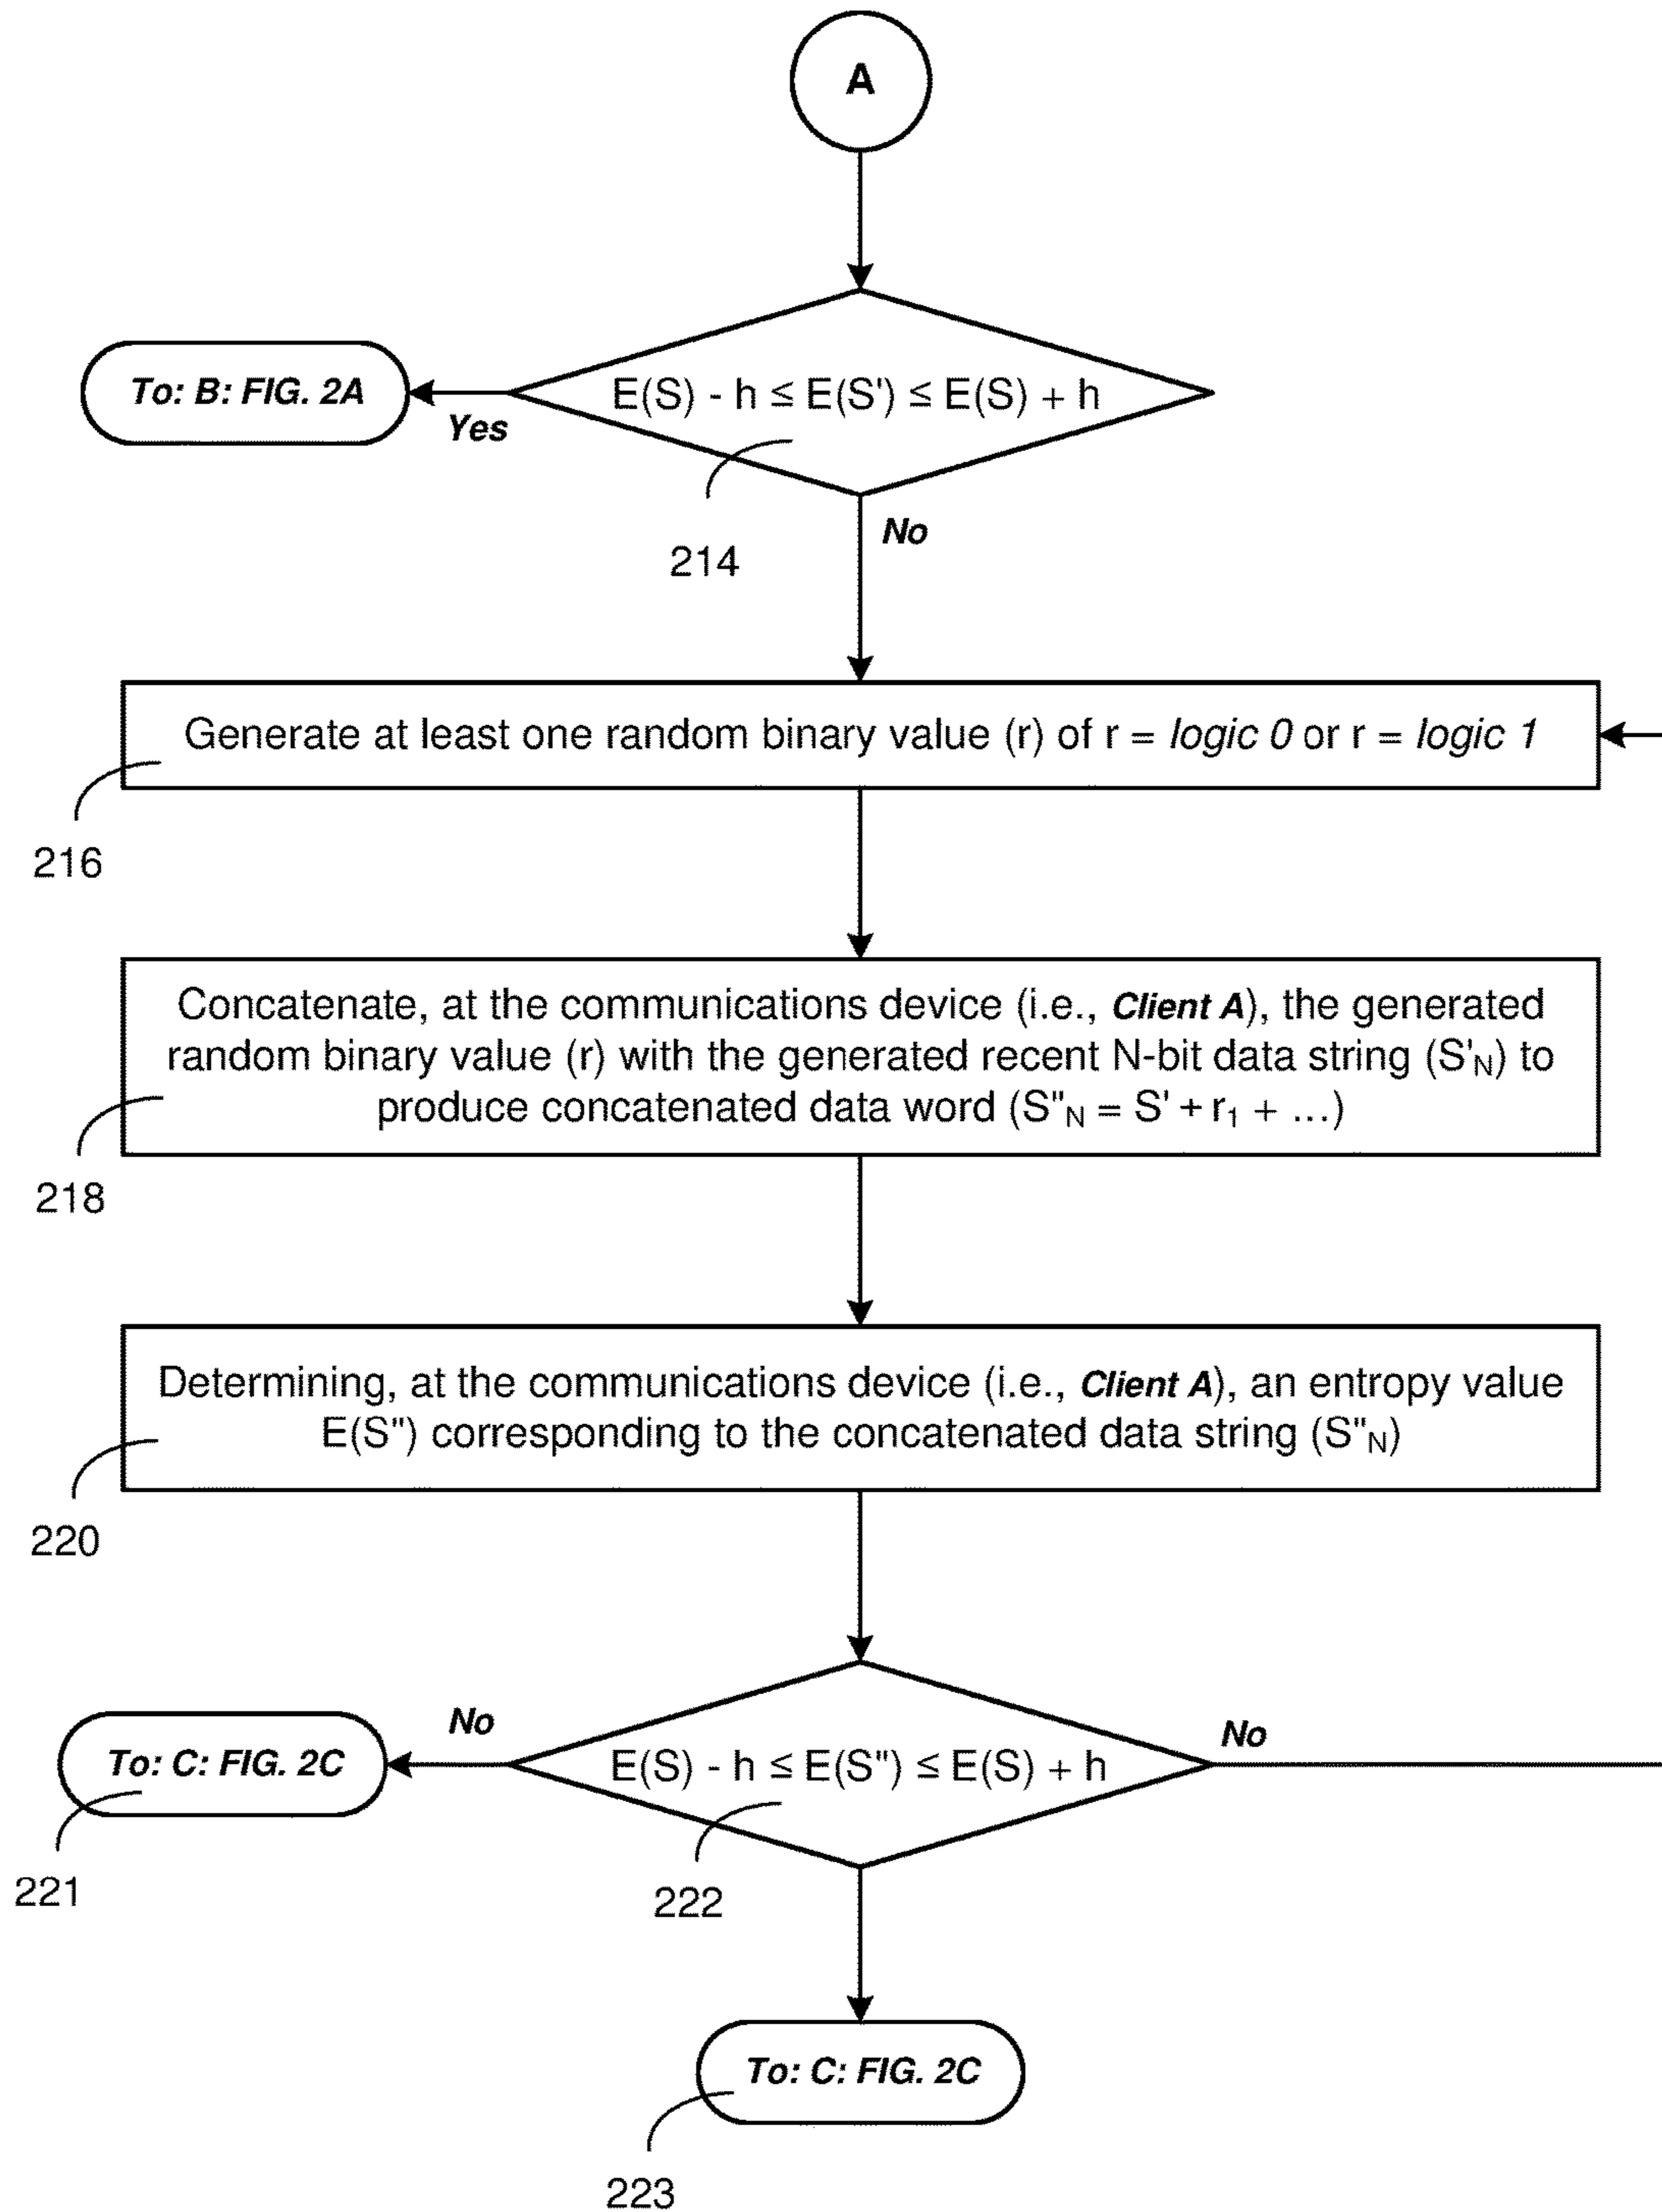 A
E(S) - h ≤ E(S') ≤ E(S) + h
To: B: FIG. 2A
Yes
214
No
Generate at least one random binary value (r) of r = logic 0 or r = logic 1
216
Concatenate, at the communications device (i.e., Client A), the generated
random binary value (r) with the generated recent N-bit data string (S'N) to
produce concatenated data word (S"N = S' + r1 + ...)
218
Determining, at the communications device (i.e., Client A), an entropy value
E(S") corresponding to the concatenated data string (S"N)
220
No
No
To: C: FIG. 2C
E(S) - h ≤ E(S") ≤ E(S) + h
221
222
To: C: FIG. 2C
223